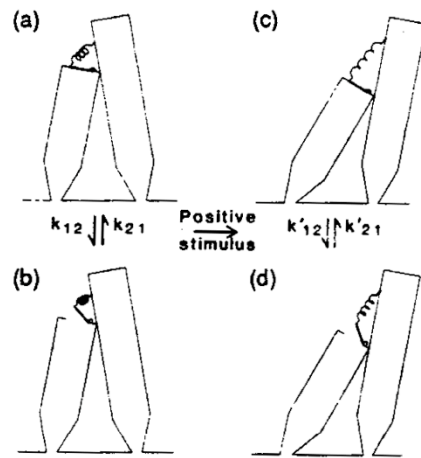 (a)
(c)
k12
k21
Positive
stimulus
k'12
k'21
(b)
(d)